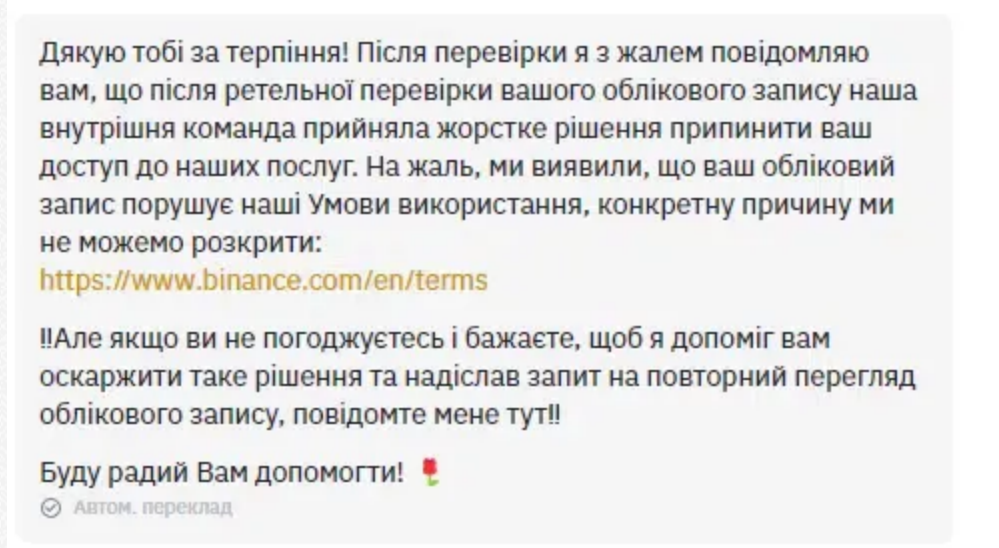 Дякую тобі за терпіння! Після перевірки я з жалем повідомляю
вам, що після ретельної перевірки вашого облікового запису наша
внутрішня команда прийняла жорстке рішення припинити ваш
доступ до наших послуг. На жаль, ми виявили, що ваш обліковий
запис порушує наші Умови використання, конкретну причину ми
не можемо розкрити:
https://www.binance.com/en/terms
!!Але якщо ви не погоджуєтесь і бажаєте, щоб я допоміг вам
оскаржити таке рішення та надіслав запит на повторний перегляд
облікового запису, повідомте мене тут!!
Буду радий Вам допомогти! 🌹
Автом. переклад